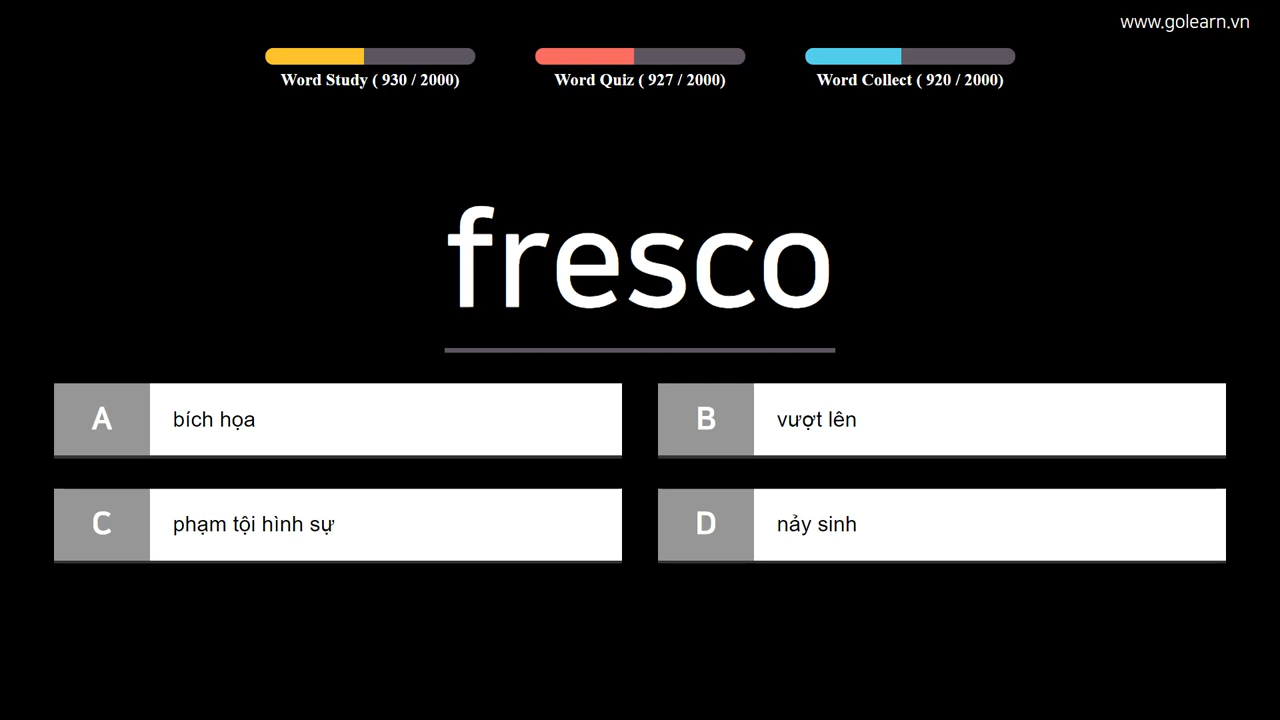 www.golearn.vn
Word Study ( 930 / 2000)
Word Quiz ( 927 / 2000)
Word Collect ( 920 / 2000)
fresco
A bích họa
B vượt lên
C phạm tội hình sự
D nảy sinh